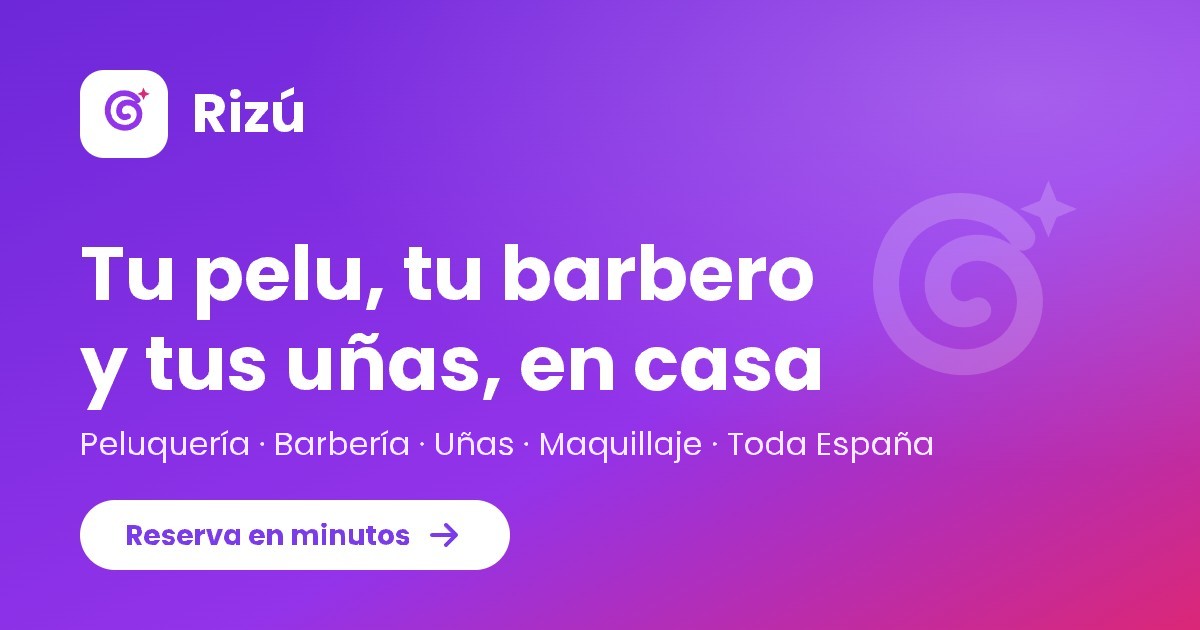 Rizú
Tu pelu, tu barbero
y tus uñas, en casa
Peluquería · Barbería · Uñas · Maquillaje · Toda España
Reserva en minutos →